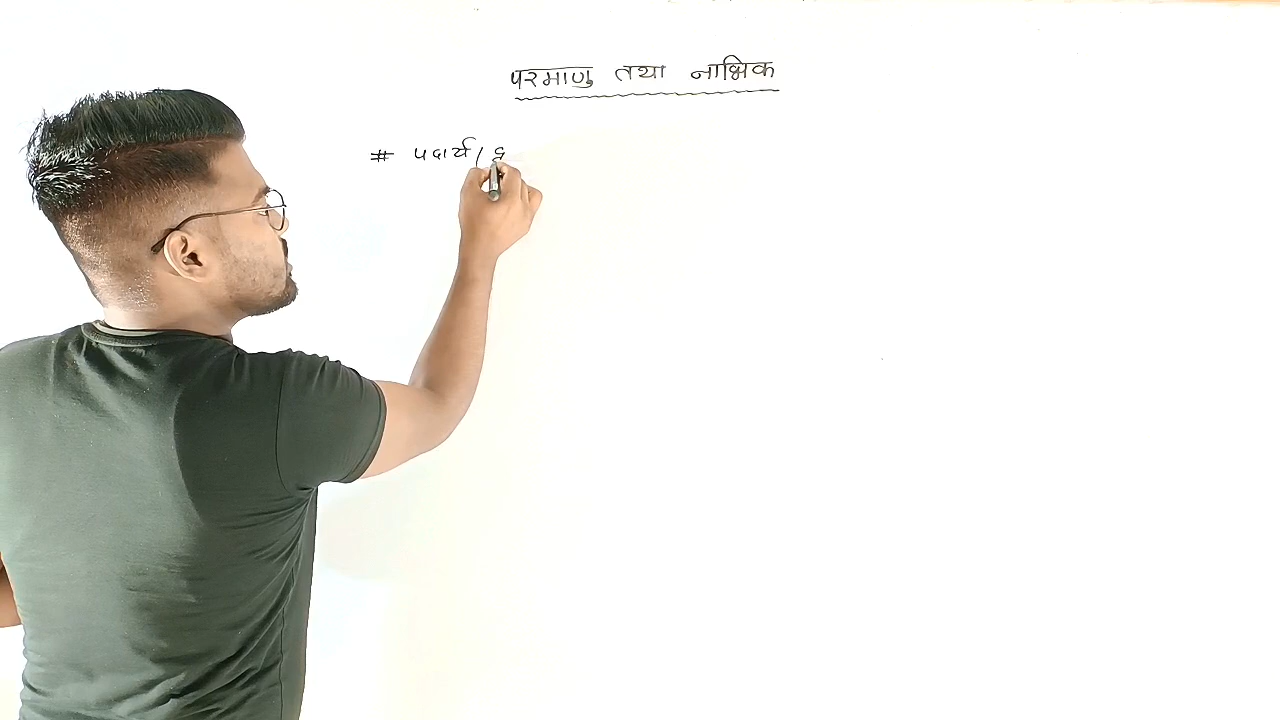 परमाणु तथा नाभिक
# पदार्थ / द्र